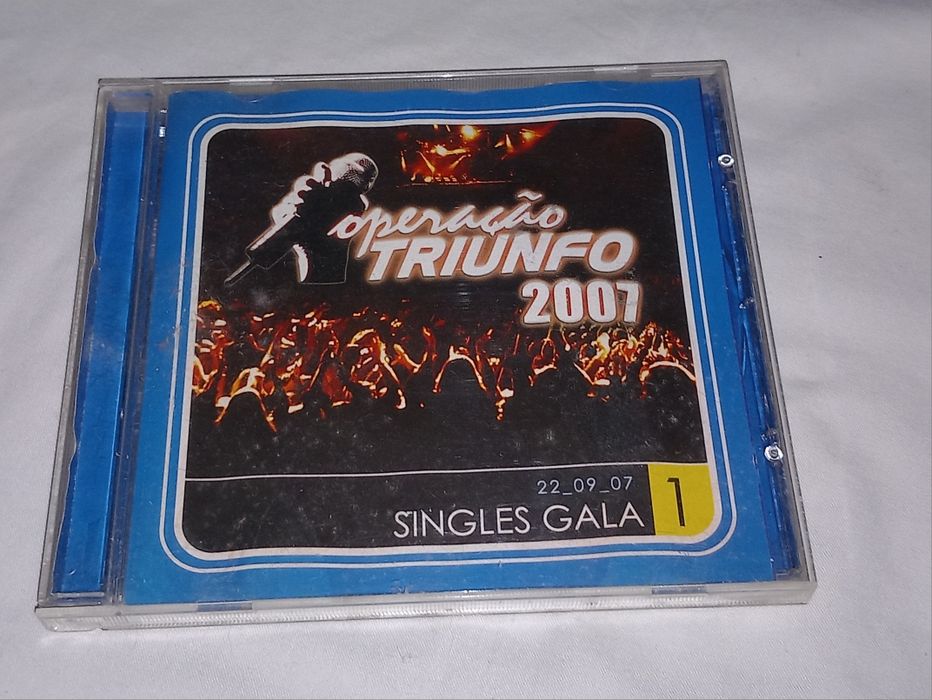 operação
TRIUNFO
2007
22_09_07
SINGLES GALA 1